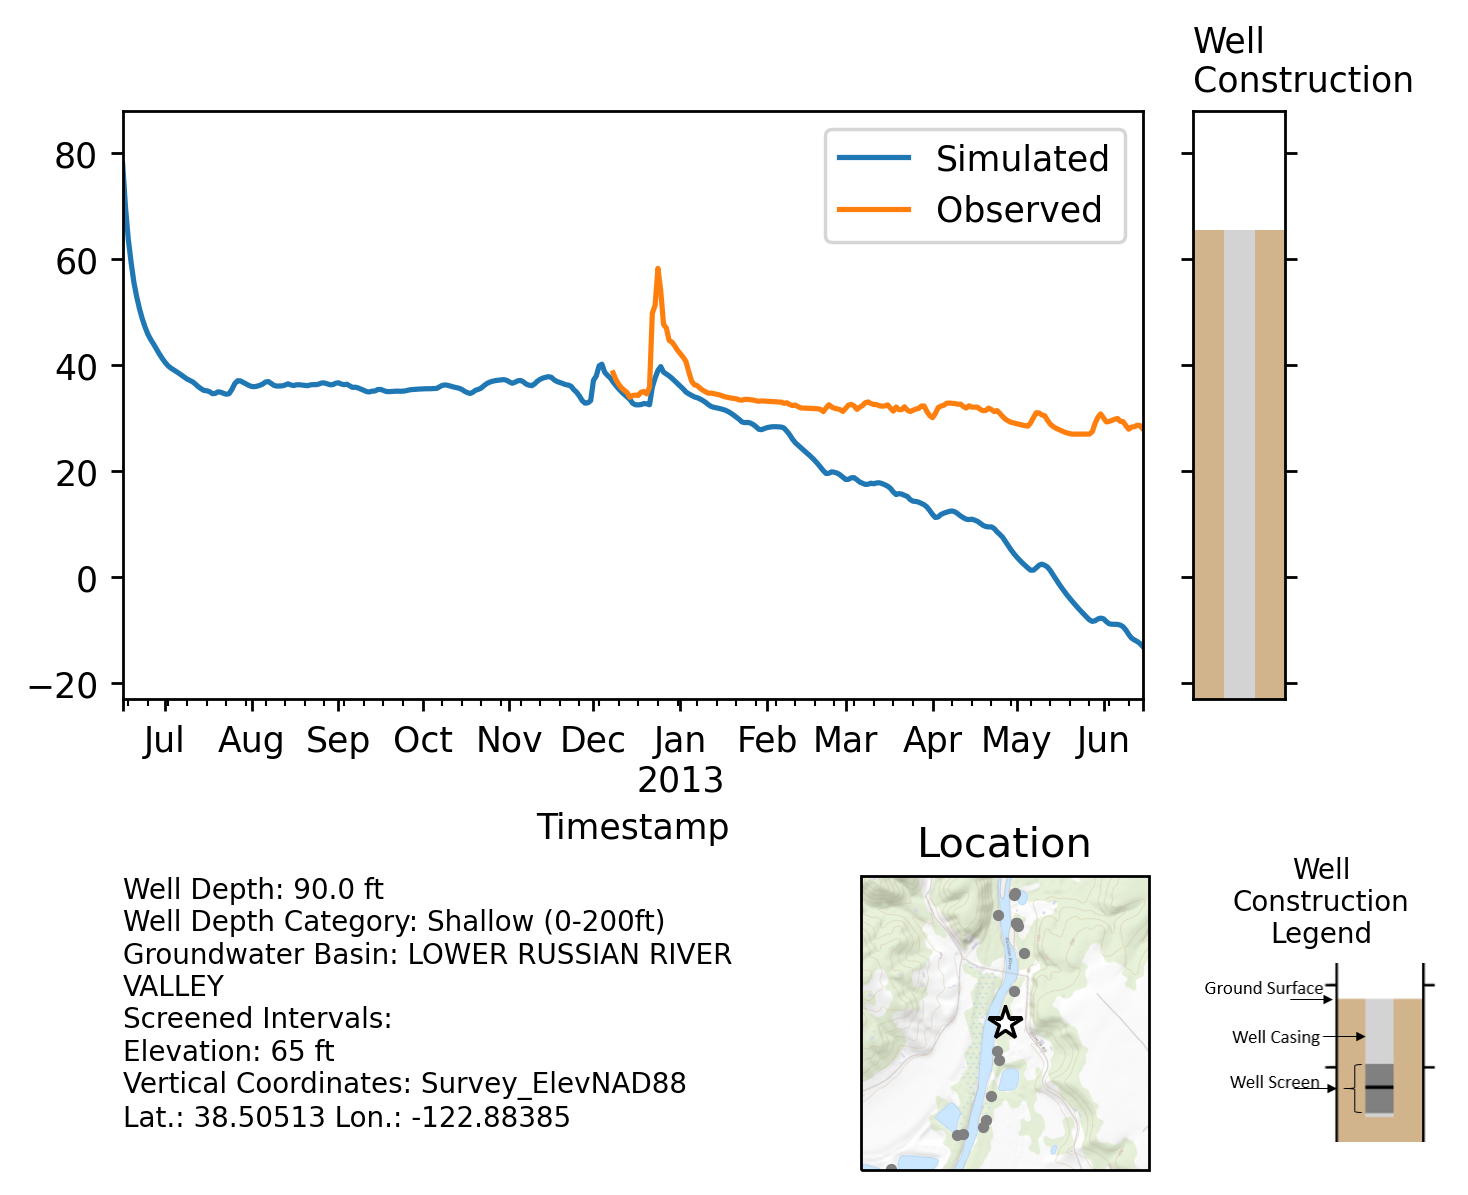 Well
Construction
80
60
40
20
0
−20
Simulated
Observed
Jul Aug Sep Oct Nov Dec Jan Feb Mar Apr May Jun
2013
Timestamp
Well Depth: 90.0 ft
Well Depth Category: Shallow (0-200ft)
Groundwater Basin: LOWER RUSSIAN RIVER
VALLEY
Screened Intervals:
Elevation: 65 ft
Vertical Coordinates: Survey_ElevNAD88
Lat.: 38.50513 Lon.: -122.88385
Location
Well
Construction
Legend
Ground Surface
Well Casing
Well Screen